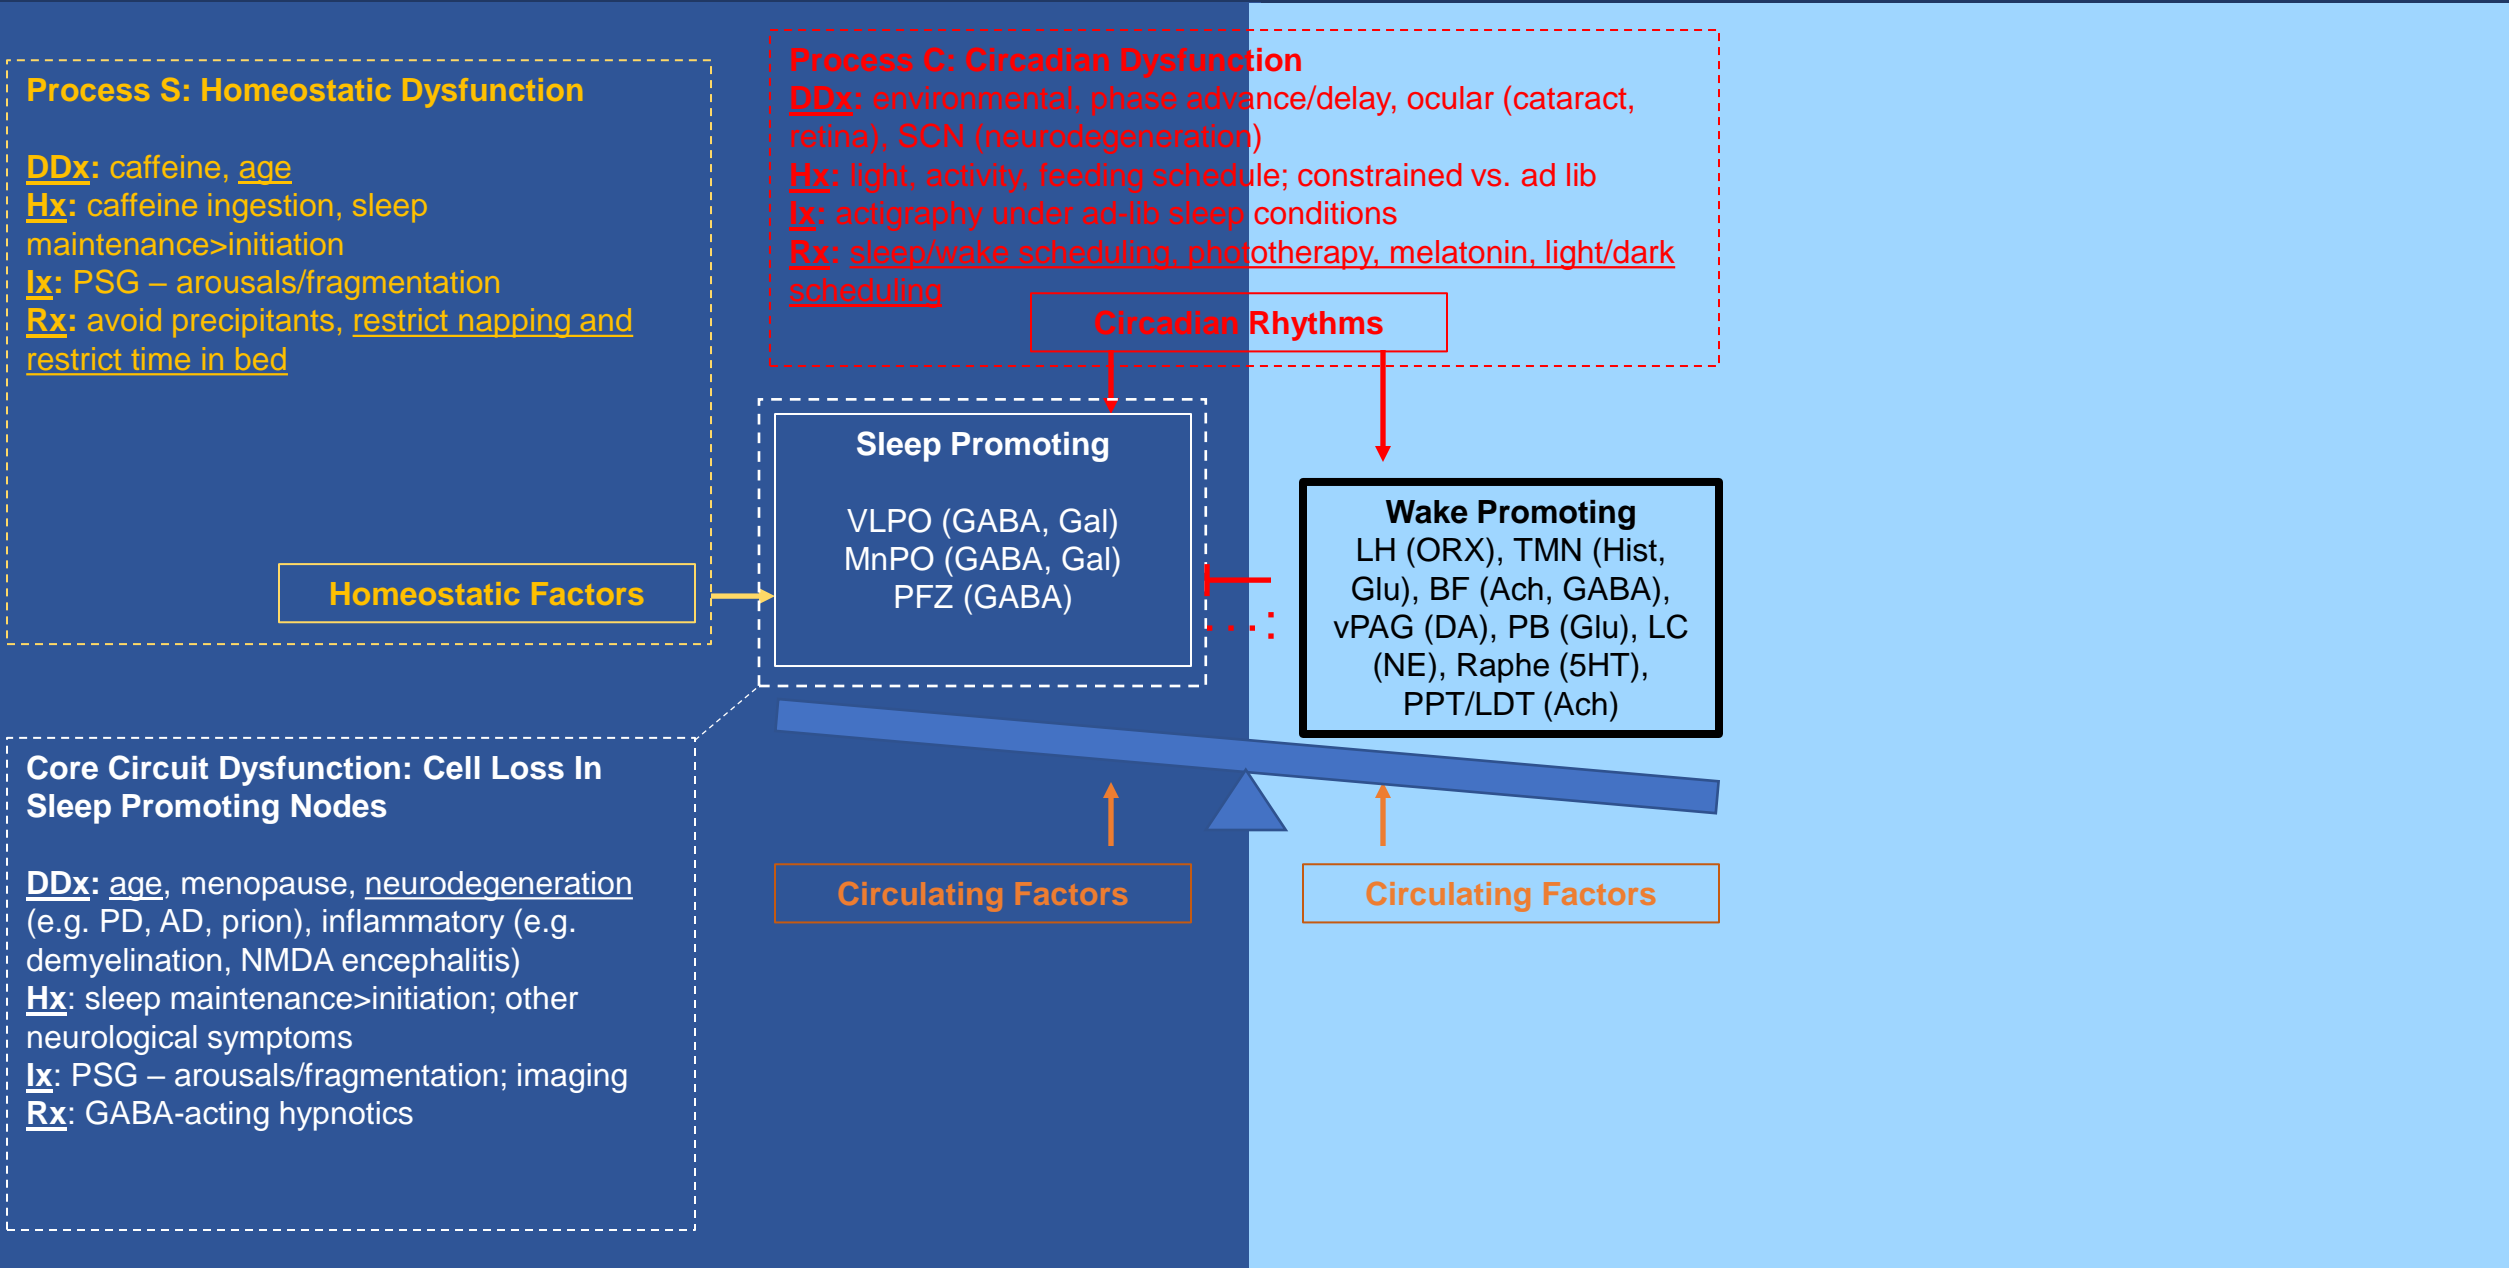 Process S: Homeostatic Dysfunction
DDx: caffeine, age
Hx: caffeine ingestion, sleep
maintenance>initiation
Ix: PSG – arousals/fragmentation
Rx: avoid precipitants, restrict napping and
restrict time in bed
Homeostatic Factors
Process C: Circadian Dysfunction
DDx: environmental, phase advance/delay, ocular (cataract,
retina), SCN (neurodegeneration)
Hx: light, activity, feeding schedule; constrained vs. ad lib
Ix: actigraphy under ad-lib sleep conditions
Rx: sleep/wake scheduling, phototherapy, melatonin, light/dark
scheduling
Circadian Rhythms
Sleep Promoting
VLPO (GABA, Gal)
MnPO (GABA, Gal)
PFZ (GABA)
Wake Promoting
LH (ORX), TMN (Hist,
Glu), BF (Ach, GABA),
vPAG (DA), PB (Glu), LC
(NE), Raphe (5HT),
PPT/LDT (Ach)
Core Circuit Dysfunction: Cell Loss In
Sleep Promoting Nodes
DDx: age, menopause, neurodegeneration
(e.g. PD, AD, prion), inflammatory (e.g.
demyelination, NMDA encephalitis)
Hx: sleep maintenance>initiation; other
neurological symptoms
Ix: PSG – arousals/fragmentation; imaging
Rx: GABA-acting hypnotics
Circulating Factors
Circulating Factors